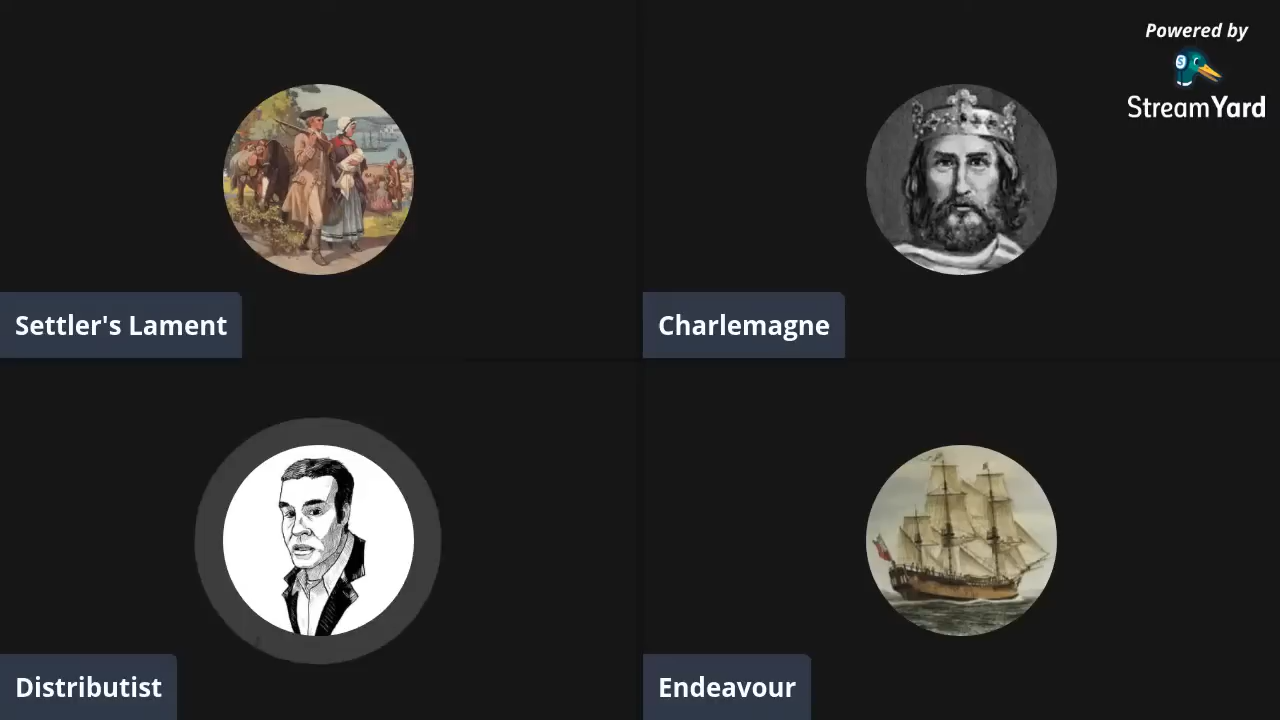 Powered by
StreamYard
Settler's Lament
Charlemagne
Distributist
Endeavour